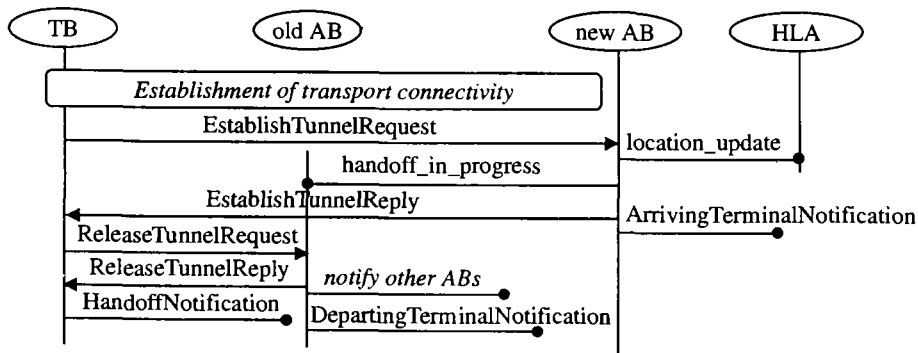 TB
old AB
new AB
HLA
Establishment of transport connectivity
EstablishTunnelRequest
location_update
handoff_in_progress
EstablishTunnelReply
ArrivingTerminalNotification
ReleaseTunnelRequest
ReleaseTunnelReply
notify other ABs
HandoffNotification
DepartingTerminalNotification